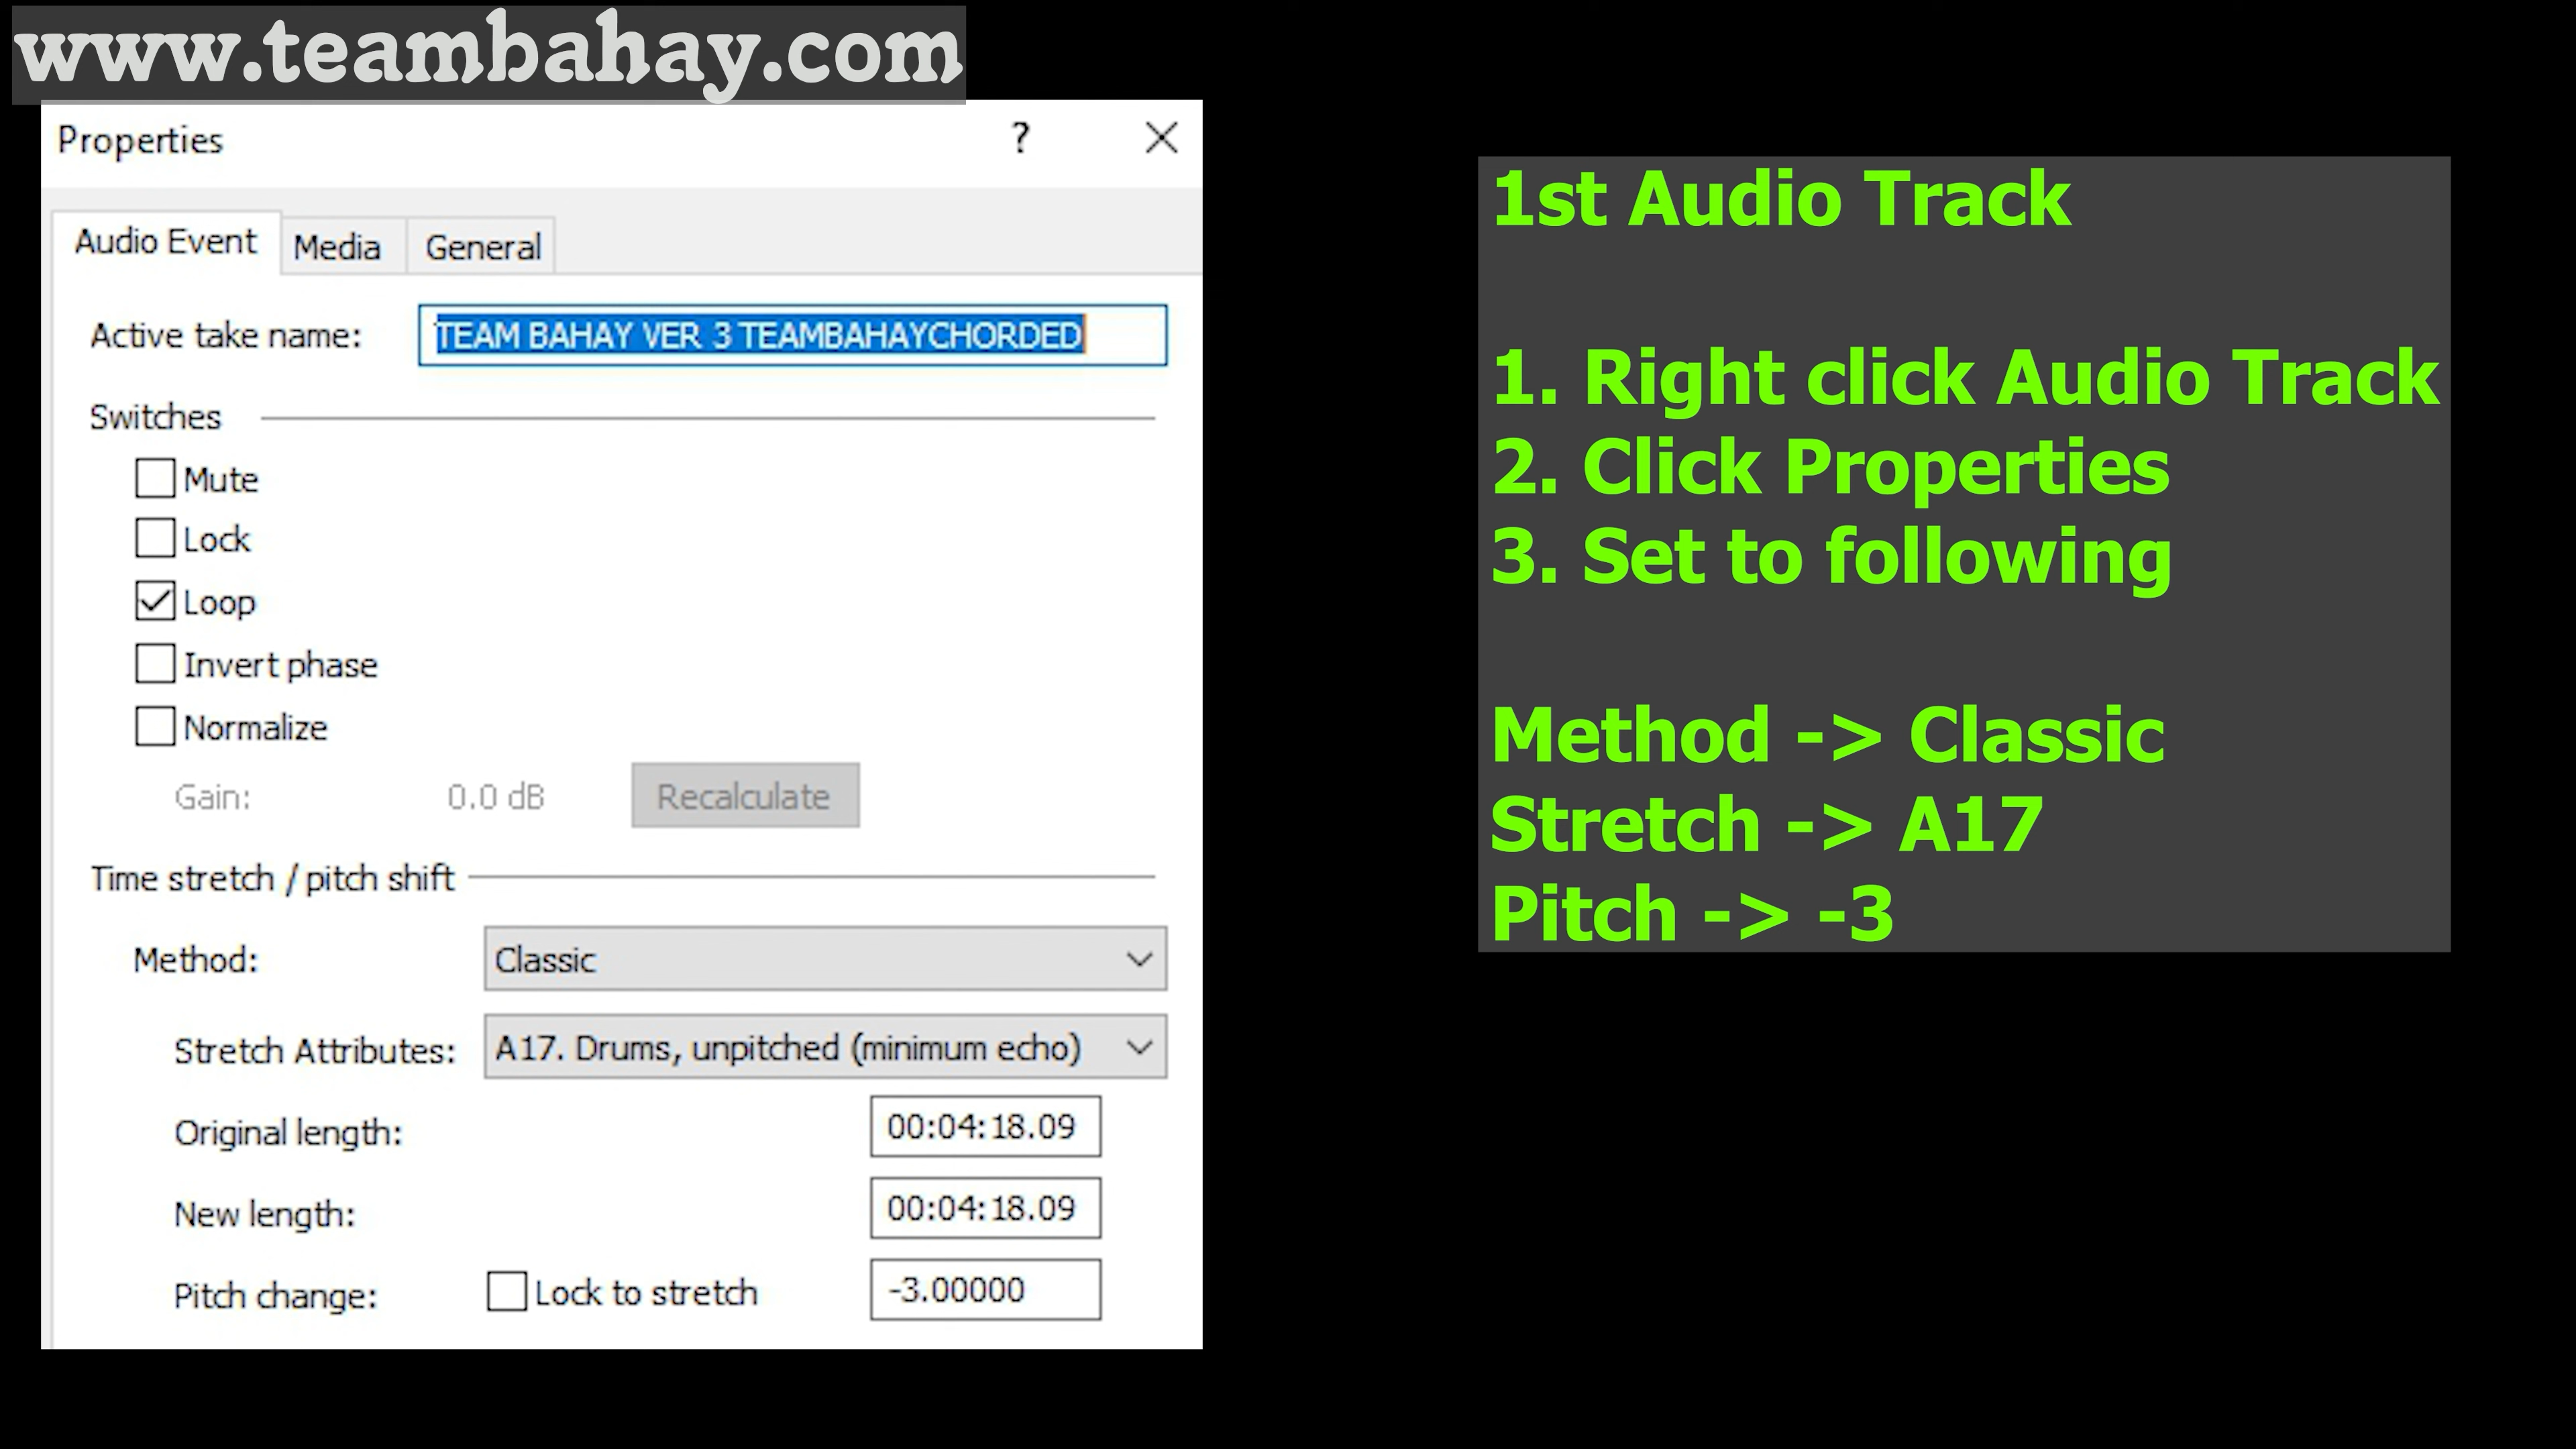 www.teambahay.com
Properties ?
Audio Event Media General
Active take name: TEAM BAHAY VER 3 TEAMBAHAYCHORDED
Switches
Mute
Lock
Loop
Invert phase
Normalize
Gain: 0.0 dB Recalculate
Time stretch / pitch shift
Method: Classic
Stretch Attributes: A17. Drums, unpitched (minimum echo)
Original length: 00:04:18.09
New length: 00:04:18.09
Pitch change: Lock to stretch -3.00000
1st Audio Track
1. Right click Audio Track
2. Click Properties
3. Set to following
Method -> Classic
Stretch -> A17
Pitch -> -3